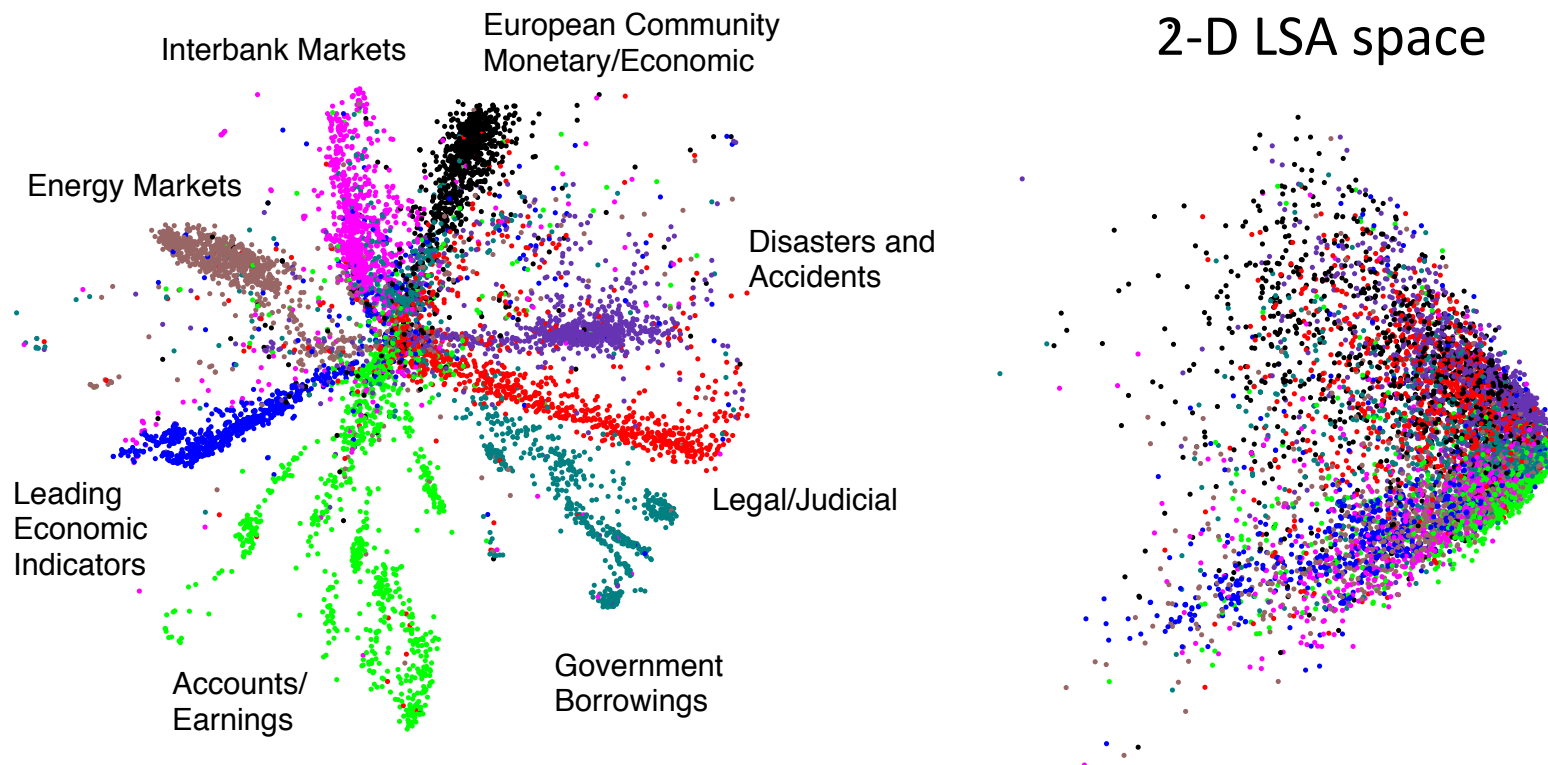 Interbank Markets
European Community
Monetary/Economic
2-D LSA space
Energy Markets
Disasters and
Accidents
Leading
Economic
Indicators
Legal/Judicial
Accounts/
Earnings
Government
Borrowings